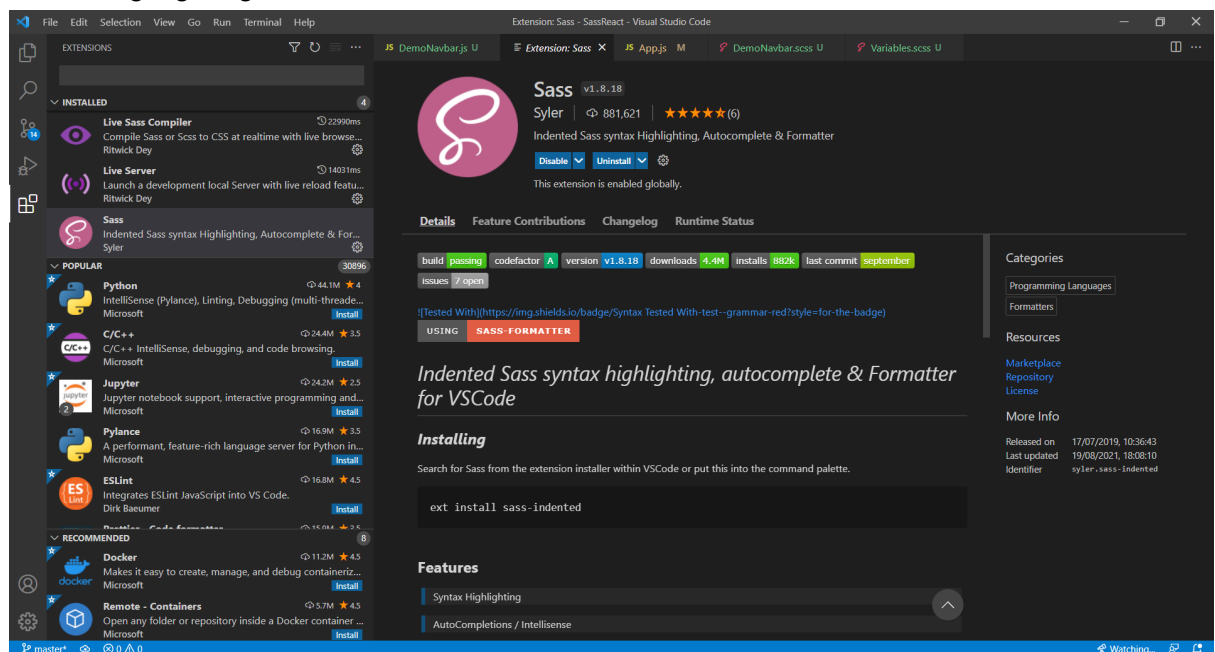 File Edit Selection View Go Run Terminal Help
Extension: Sass - SassReact - Visual Studio Code
EXTENSIONS
INSTALLED 4
Live Sass Compiler 22990ms
Compile Sass or Scss to CSS at realtime with live browse...
Ritwick Dey
Live Server 14031ms
Launch a development local Server with live reload featu...
Ritwick Dey
Sass
Indented Sass syntax Highlighting, Autocomplete & For...
Syler
POPULAR 30896
Python 44.1M 4
IntelliSense (Pylance), Linting, Debugging (multi-threade...
Microsoft Install
C/C++ 24.4M 3.5
C/C++ IntelliSense, debugging, and code browsing.
Microsoft Install
Jupyter 24.2M 2.5
Jupyter notebook support, interactive programming and...
Microsoft Install
Pylance 16.9M 3.5
A performant, feature-rich language server for Python in...
Microsoft Install
ESLint 16.8M 4.5
Integrates ESLint JavaScript into VS Code.
Dirk Baeumer Install
RECOMMENDED 8
Docker 11.2M 4.5
Makes it easy to create, manage, and debug containeriz...
Microsoft Install
Remote - Containers 5.7M 4.5
Open any folder or repository inside a Docker container ...
Microsoft Install
14
C/C++
jupyter
2
ES
Lint
docker
JS DemoNavbar.js U Extension: Sass JS App.js M DemoNavbar.scss U Variables.scss U
Sass v1.8.18
Syler 881,621 (6)
Indented Sass syntax Highlighting, Autocomplete & Formatter
Disable Uninstall
This extension is enabled globally.
Details Feature Contributions Changelog Runtime Status
build passing codefactor A version v1.8.18 downloads 4.4M installs 882k last commit september
issues 7 open
![Tested With](https://img.shields.io/badge/Syntax Tested With-test--grammar-red?style=for-the-badge)
USING SASS-FORMATTER
Indented Sass syntax highlighting, autocomplete & Formatter
for VSCode
Installing
Search for Sass from the extension installer within VSCode or put this into the command palette.
ext install sass-indented
Features
Syntax Highlighting
AutoCompletions / Intellisense
Categories
Programming Languages
Formatters
Resources
Marketplace
Repository
License
More Info
Released on 17/07/2019, 10:36:43
Last updated 19/08/2021, 18:08:10
Identifier syler.sass-indented
master* 0 0 Watching...